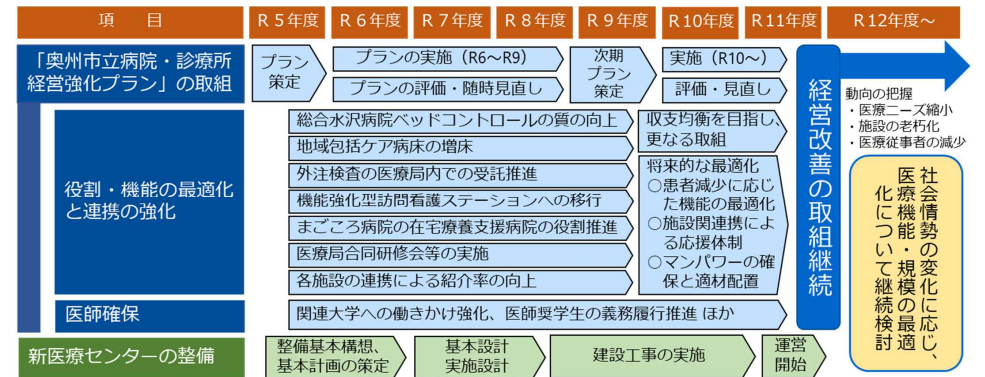 項　　目
R５年度
R６年度
R７年度
R８年度
R９年度
R10年度
R11年度
R12年度～
「奥州市立病院・診療所
経営強化プラン」の取組
プラン
策定
プランの実施（R6～R9）
プランの評価・随時見直し
次期
プラン
策定
実施（R10～）
評価・見直し
役割・機能の最適化
と連携の強化
総合水沢病院ベッドコントロールの質の向上
地域包括ケア病床の増床
外注検査の医療局内での受託推進
機能強化型訪問看護ステーションへの移行
まごころ病院の在宅療養支援病院の役割推進
医療局合同研修会等の実施
各施設の連携による紹介率の向上
収支均衡を目指し、
更なる取組
将来的な最適化
○患者減少に応じ
た機能の最適化
○施設間連携によ
る応援体制
○マンパワーの確
保と適材配置
医師確保
関連大学への働きかけ強化、医師奨学生の義務履行推進 ほか
経営改善の取組継続
動向の把握
・医療ニーズ縮小
・施設の老朽化
・医療従事者の減少
社会情勢の変化に応じ、
医療機能・規模の最適
化について継続検討
新医療センターの整備
整備基本構想、
基本計画の策定
基本設計
実施設計
建設工事の実施
運営
開始